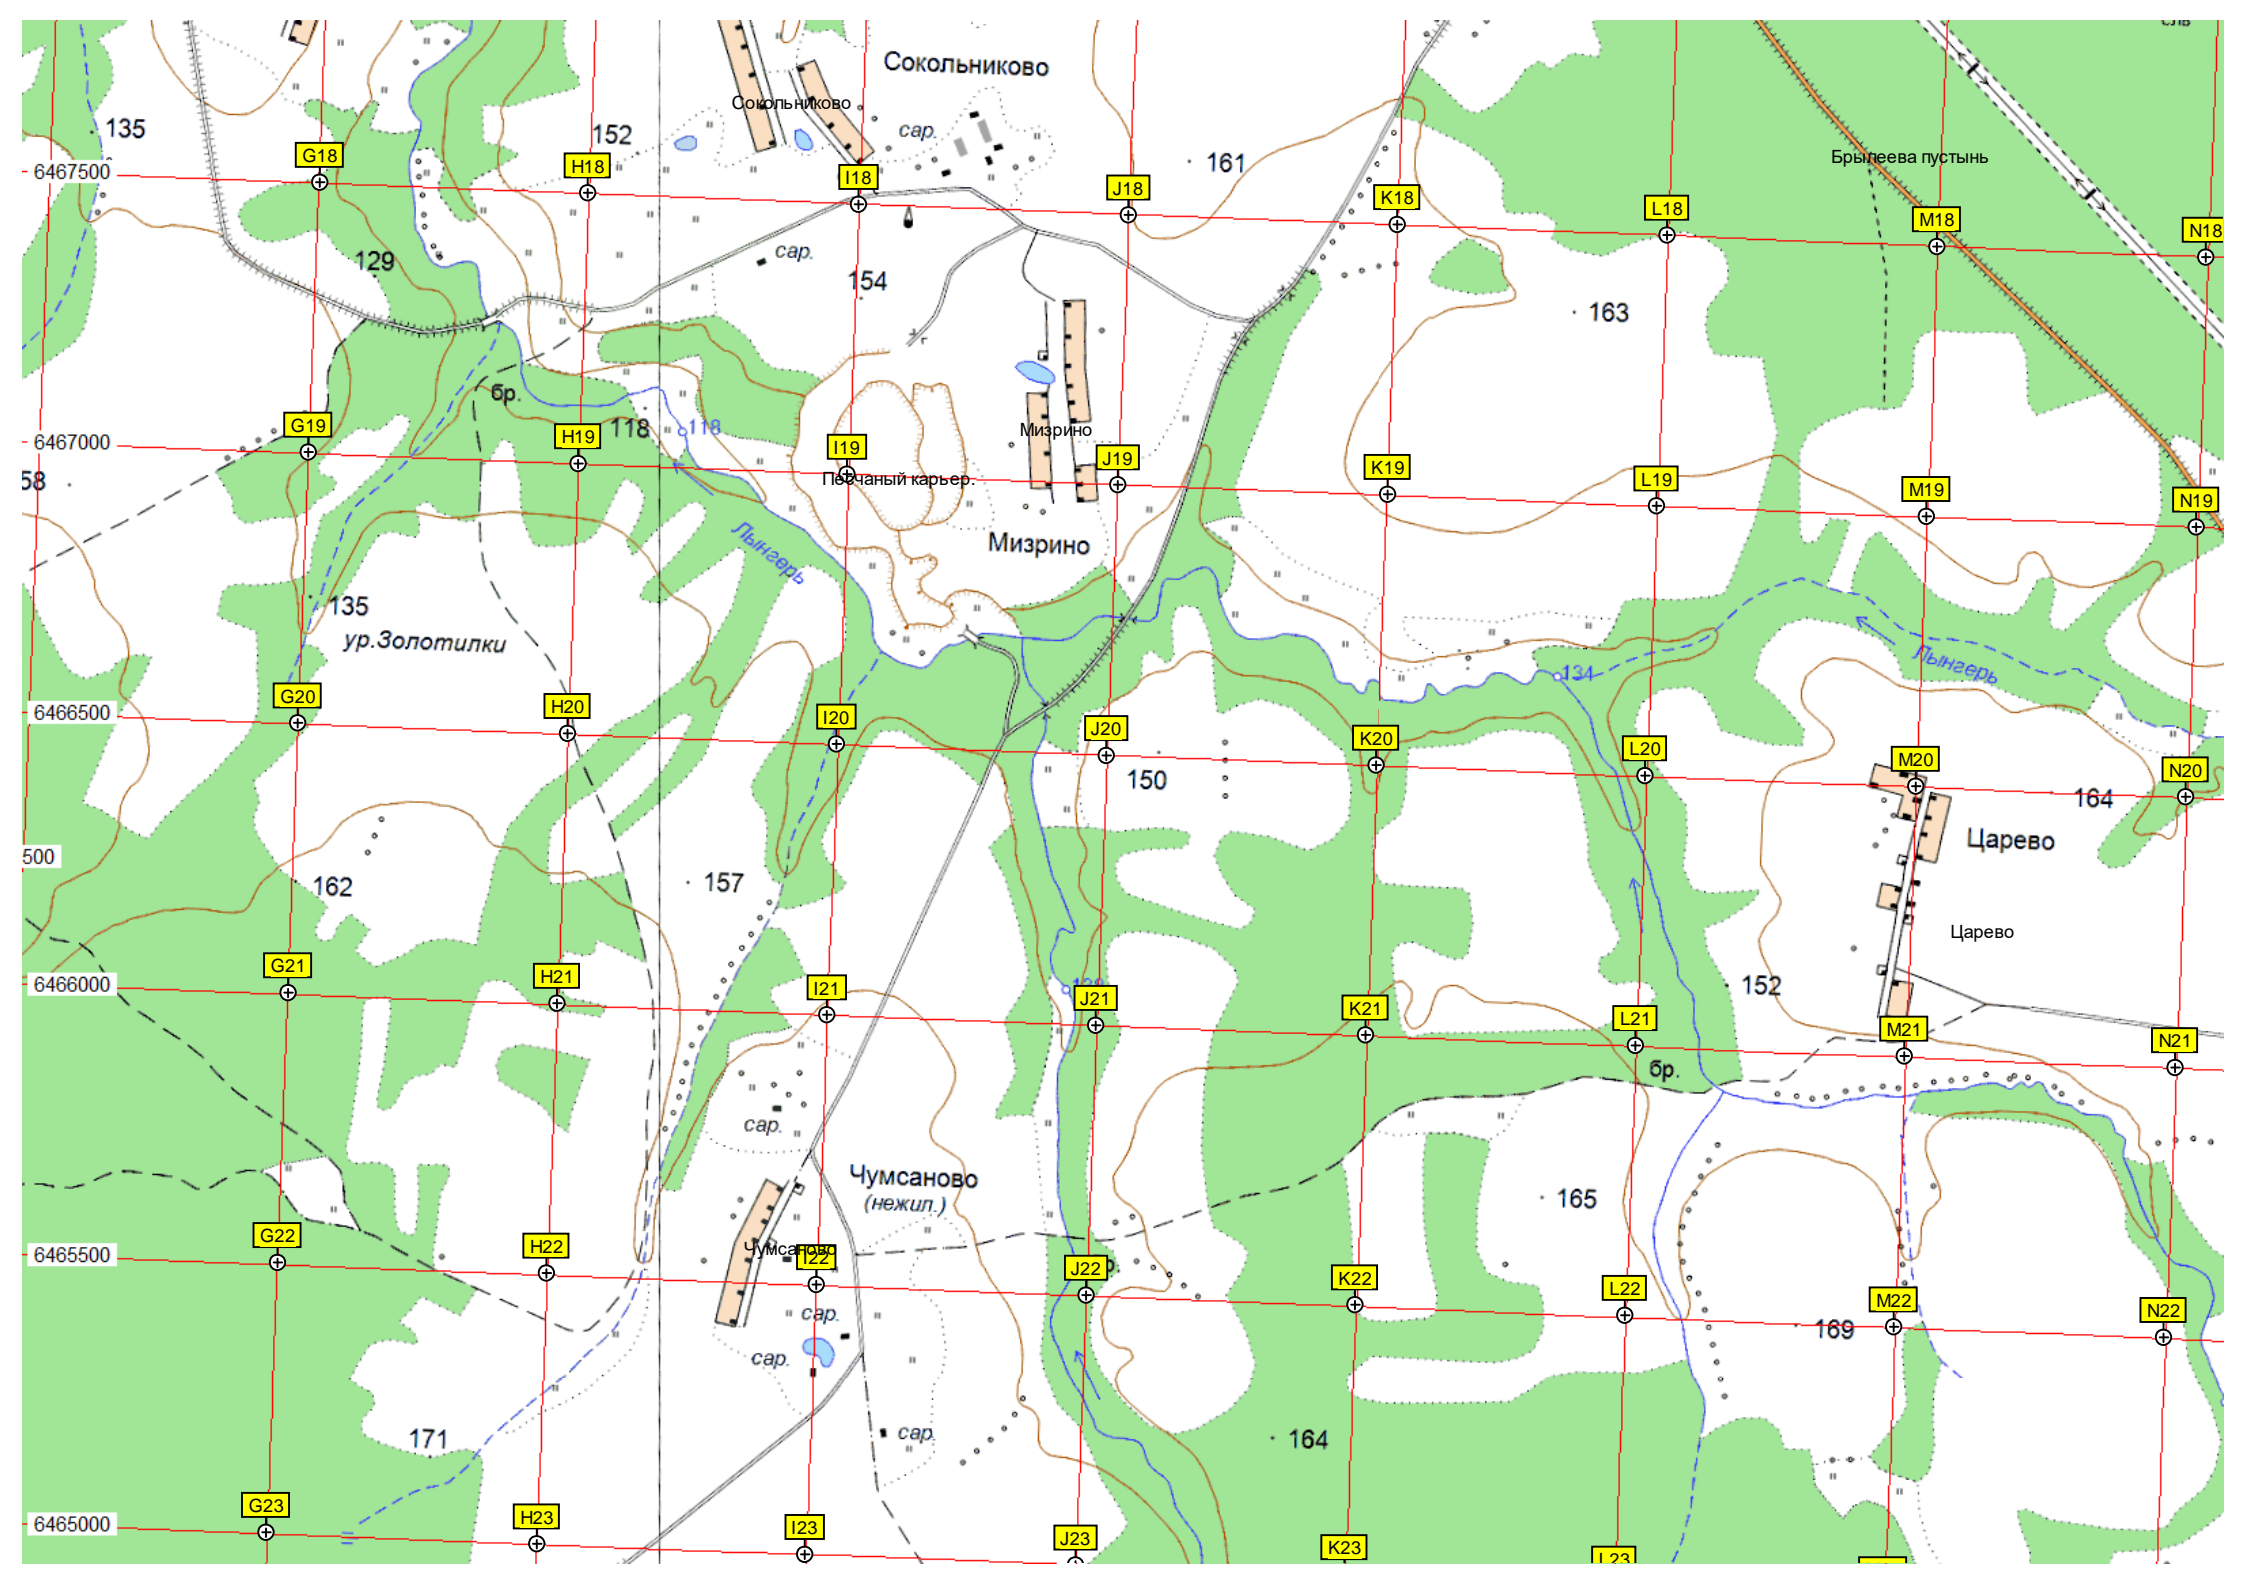 Сокольниково
Сокольниково
сар.
135
152
161
Брылеева пустынь
G18
H18
I18
J18
K18
L18
M18
N18
6467500
129
сар.
154
163
бр.
118
118
Мизрино
6467000
G19
H19
I19
J19
K19
L19
M19
N19
Песчаный карьер.
58
Лынгерь
Мизрино
135
ур.Золотилки
134
Лынгерь
6466500
G20
H20
I20
J20
K20
L20
M20
N20
150
164
Царево
500
162
157
Царево
152
6466000
G21
H21
I21
J21
K21
L21
M21
N21
бр.
сар.
Чумсаново
(нежил.)
165
6465500
G22
H22
Чумсаново
I22
J22
K22
L22
M22
N22
сар.
169
сар.
171
сар.
164
6465000
G23
H23
I23
J23
K23
L23